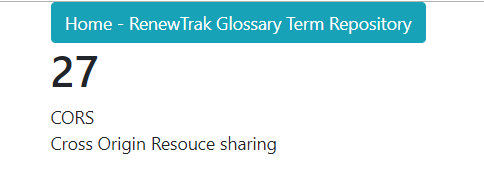 Home - RenewTrak Glossary Term Repository
27
CORS
Cross Origin Resouce sharing